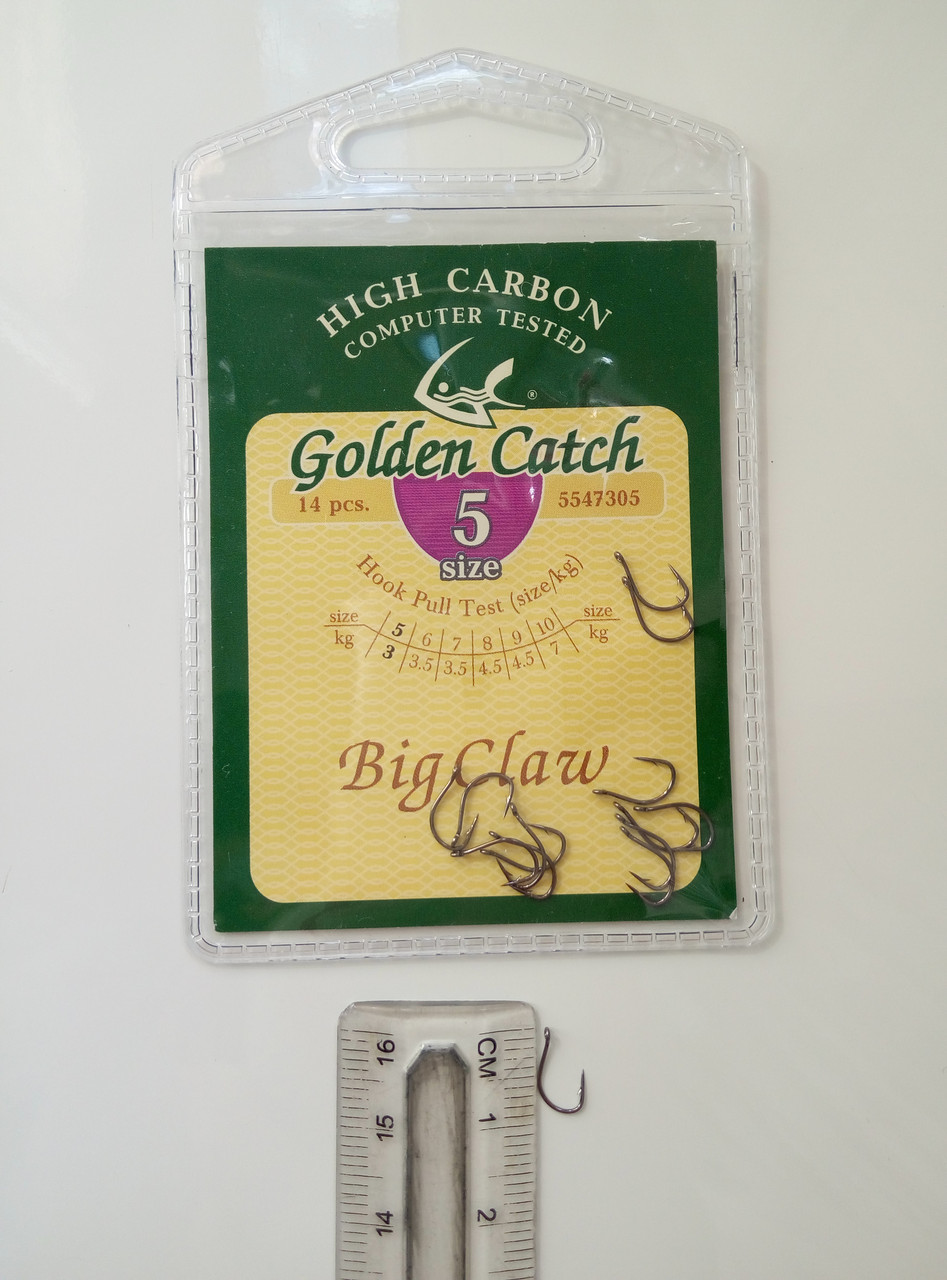 HIGH CARBON
COMPUTER TESTED
®
Golden Catch
14 pcs. 5 5547305
size
Hook Pull Test (size/kg)
size 5 6 7 8 9 10 size
kg 3 3.5 3.5 4.5 4.5 7 kg
BigClaw
16 CM
15 1
14 2